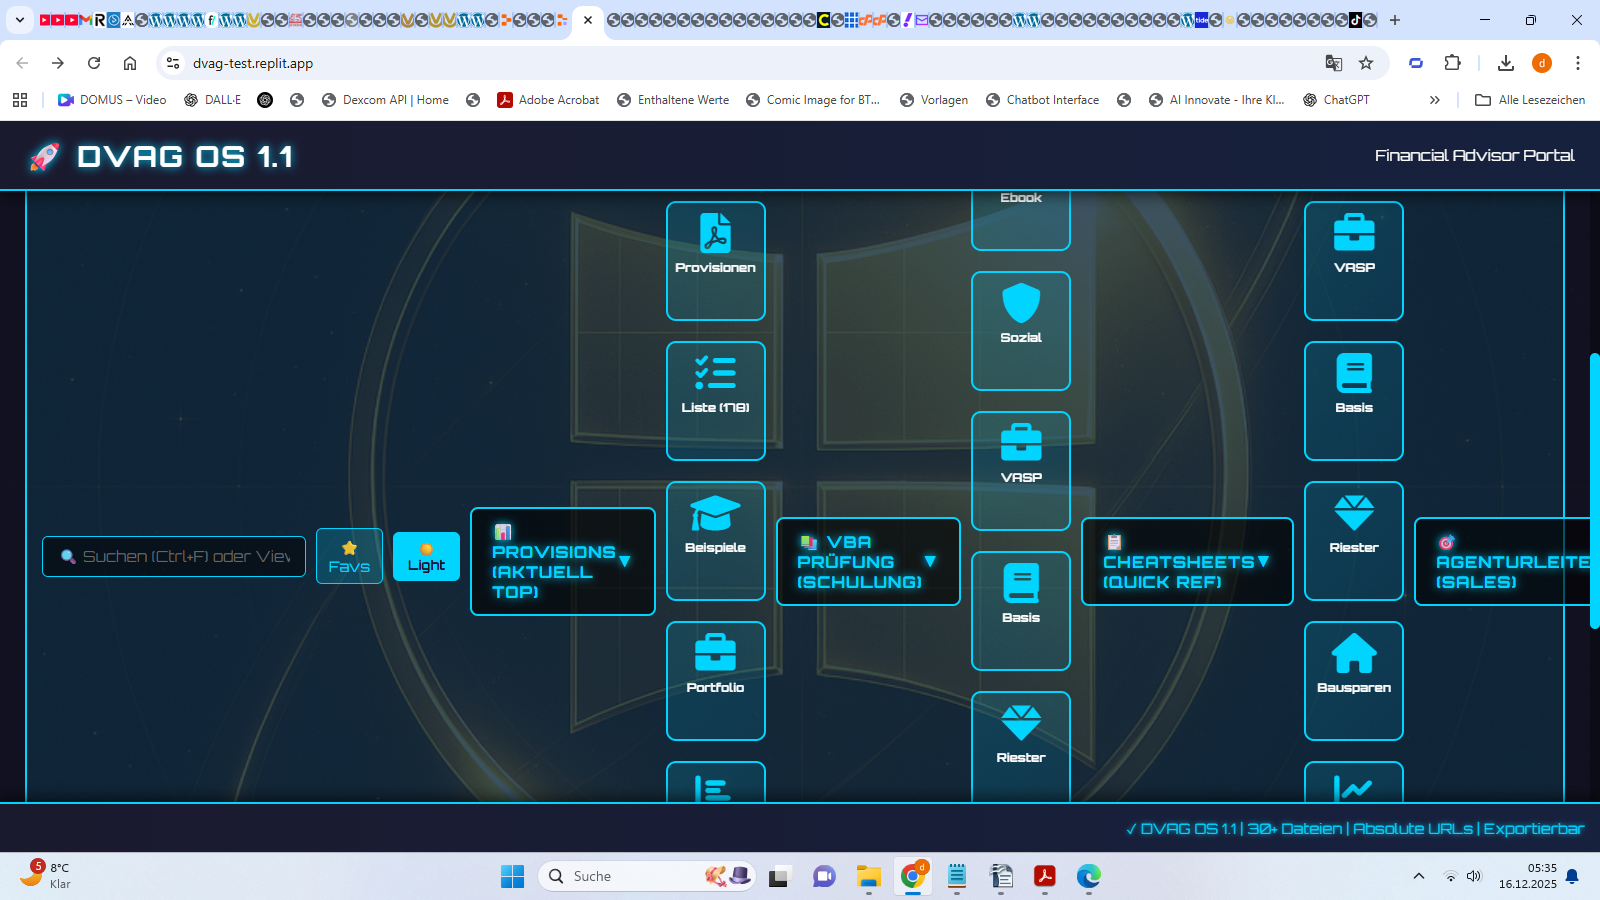 dvag-test.replit.app
d
DOMUS – Video
DALL·E
Dexcom API | Home
Adobe Acrobat
Enthaltene Werte
Comic Image for BT...
Vorlagen
Chatbot Interface
AI Innovate - Ihre KI...
ChatGPT
Alle Lesezeichen
DVAG OS 1.1
Financial Advisor Portal
Ebook
Provisionen
VASP
Sozial
Liste (178)
Basis
VASP
Beispiele
Riester
Suchen (Ctrl+F) oder View
Favs
Light
PROVISIONS
(AKTUELL
TOP)
▼
VBA
PRÜFUNG
(SCHULUNG)
▼
CHEATSHEETS
(QUICK REF)
▼
AGENTURLEITE
(SALES)
Basis
Portfolio
Bausparen
Riester
✓ DVAG OS 1.1 | 30+ Dateien | Absolute URLs | Exportierbar
5
8°C
Klar
Suche
d
05:35
16.12.2025